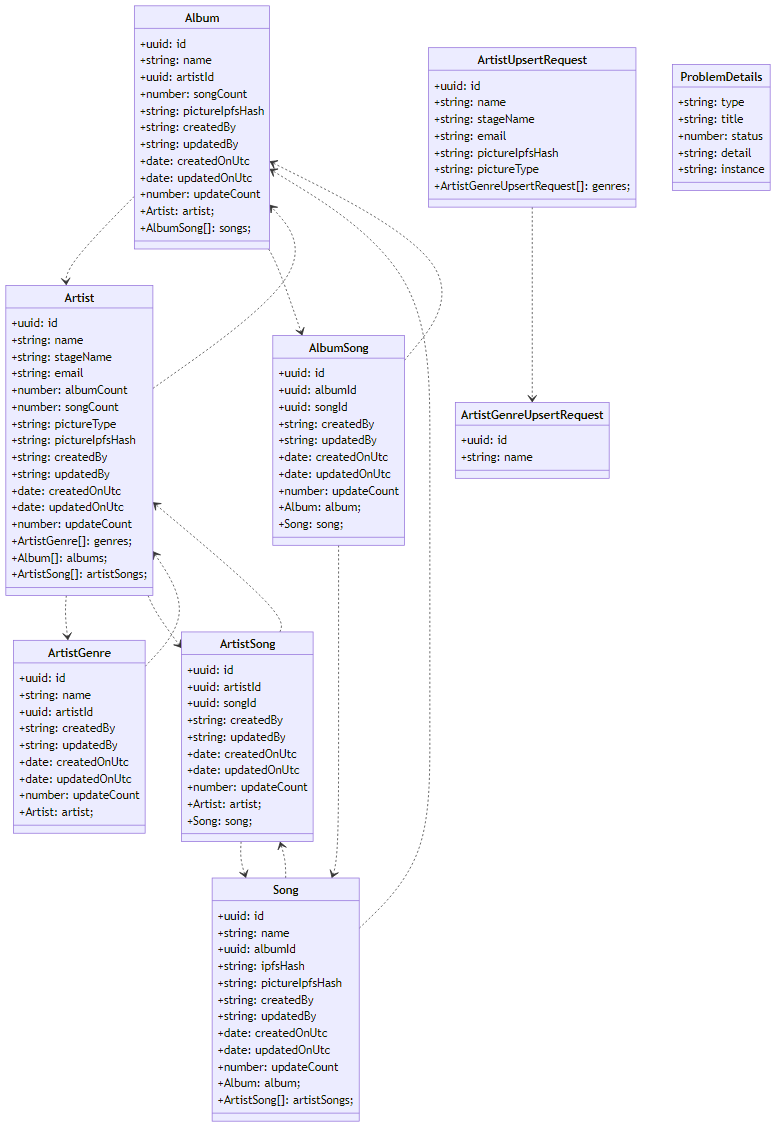 Album
+uuid: id
+string: name
+uuid: artistId
+number: songCount
+string: pictureIpfsHash
+string: createdBy
+string: updatedBy
+date: createdOnUtc
+date: updatedOnUtc
+number: updateCount
+Artist: artist;
+AlbumSong[]: songs;
ArtistUpsertRequest
+uuid: id
+string: name
+string: stageName
+string: email
+string: pictureIpfsHash
+string: pictureType
+ArtistGenreUpsertRequest[]: genres;
ProblemDetails
+string: type
+string: title
+number: status
+string: detail
+string: instance
Artist
+uuid: id
+string: name
+string: stageName
+string: email
+number: albumCount
+number: songCount
+string: pictureType
+string: pictureIpfsHash
+string: createdBy
+string: updatedBy
+date: createdOnUtc
+date: updatedOnUtc
+number: updateCount
+ArtistGenre[]: genres;
+Album[]: albums;
+ArtistSong[]: artistSongs;
AlbumSong
+uuid: id
+uuid: albumId
+uuid: songId
+string: createdBy
+string: updatedBy
+date: createdOnUtc
+date: updatedOnUtc
+number: updateCount
+Album: album;
+Song: song;
ArtistGenreUpsertRequest
+uuid: id
+string: name
ArtistGenre
+uuid: id
+string: name
+uuid: artistId
+string: createdBy
+string: updatedBy
+date: createdOnUtc
+date: updatedOnUtc
+number: updateCount
+Artist: artist;
ArtistSong
+uuid: id
+uuid: artistId
+uuid: songId
+string: createdBy
+string: updatedBy
+date: createdOnUtc
+date: updatedOnUtc
+number: updateCount
+Artist: artist;
+Song: song;
Song
+uuid: id
+string: name
+uuid: albumId
+string: ipfsHash
+string: pictureIpfsHash
+string: createdBy
+string: updatedBy
+date: createdOnUtc
+date: updatedOnUtc
+number: updateCount
+Album: album;
+ArtistSong[]: artistSongs;